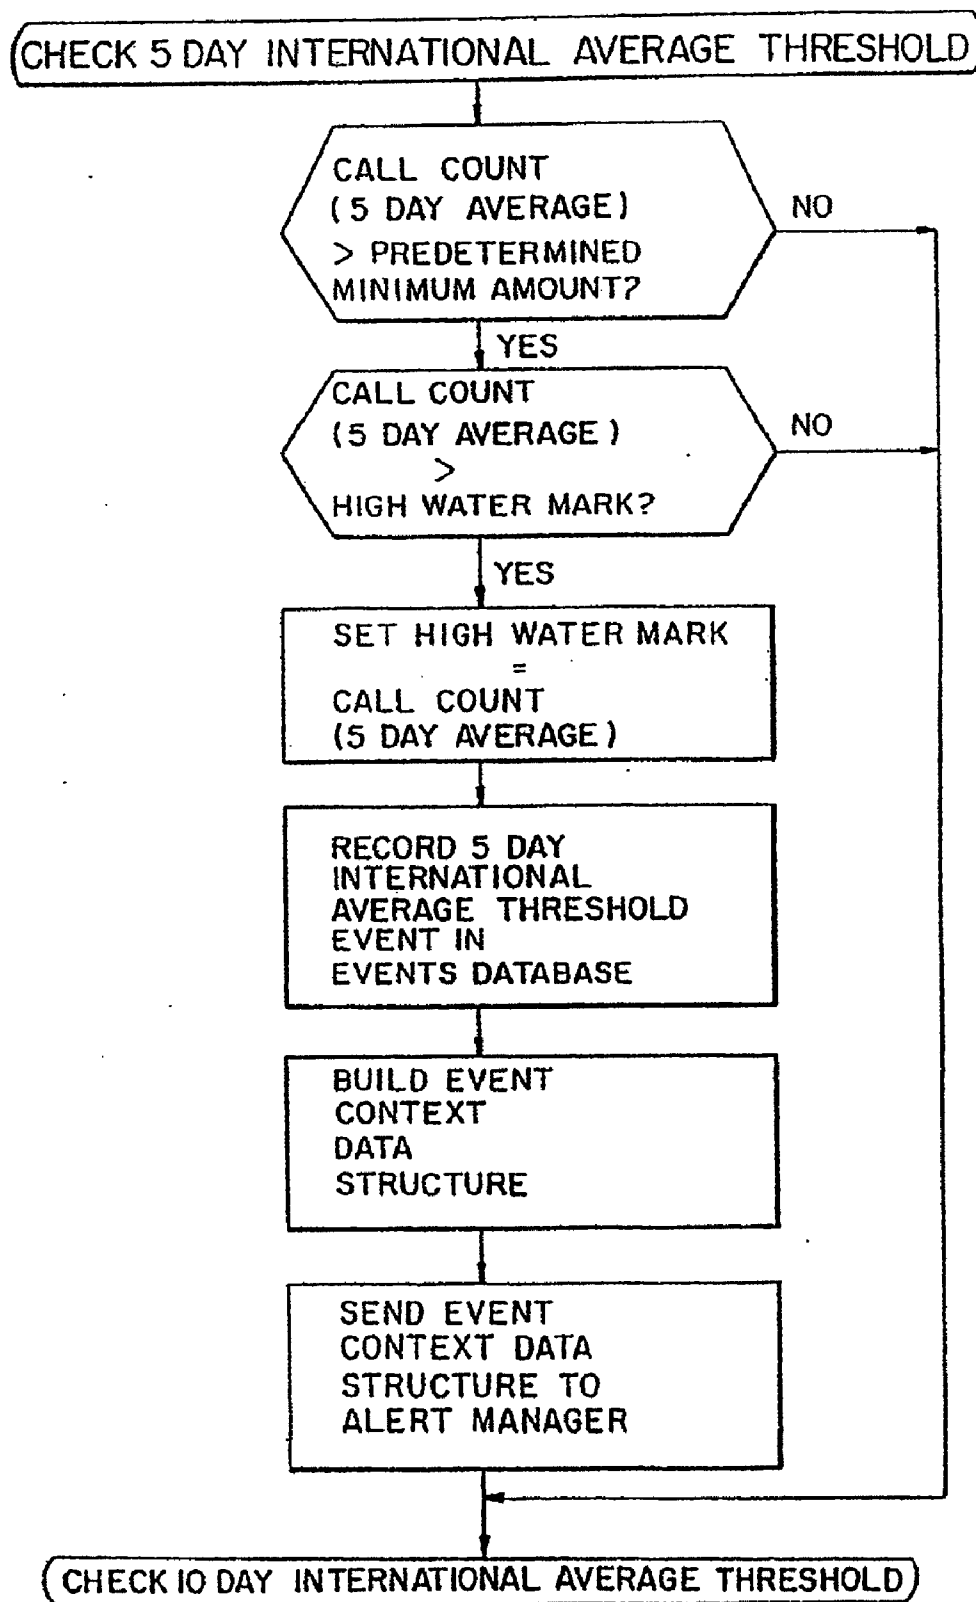 CHECK 5 DAY INTERNATIONAL AVERAGE THRESHOLD
CALL COUNT
(5 DAY AVERAGE)
> PREDETERMINED
MINIMUM AMOUNT?
NO
YES
CALL COUNT
(5 DAY AVERAGE)
>
HIGH WATER MARK?
NO
YES
SET HIGH WATER MARK
=
CALL COUNT
(5 DAY AVERAGE)
RECORD 5 DAY
INTERNATIONAL
AVERAGE THRESHOLD
EVENT IN
EVENTS DATABASE
BUILD EVENT
CONTEXT
DATA
STRUCTURE
SEND EVENT
CONTEXT DATA
STRUCTURE TO
ALERT MANAGER
CHECK 10 DAY INTERNATIONAL AVERAGE THRESHOLD